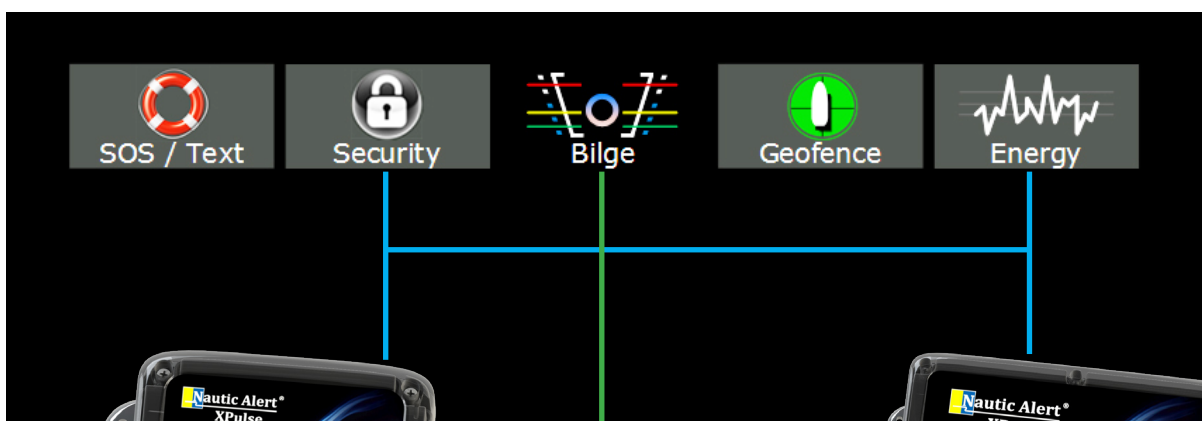 SOS / Text
Security
Bilge
Geofence
Energy
Nautic Alert®
XPulse
Nautic Alert®